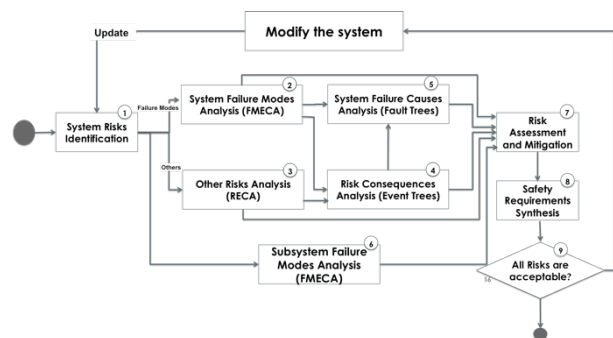 Modify the system
Update
1
System Risks
Identification
Failure Modes
Others
2
System Failure Modes
Analysis (FMECA)
5
System Failure Causes
Analysis (Fault Trees)
7
Risk
Assessment
and Mitigation
3
Other Risks Analysis
(RECA)
4
Risk Consequences
Analysis (Event Trees)
8
Safety
Requirements
Synthesis
6
Subsystem Failure
Modes Analysis
(FMECA)
9
All Risks are
acceptable?